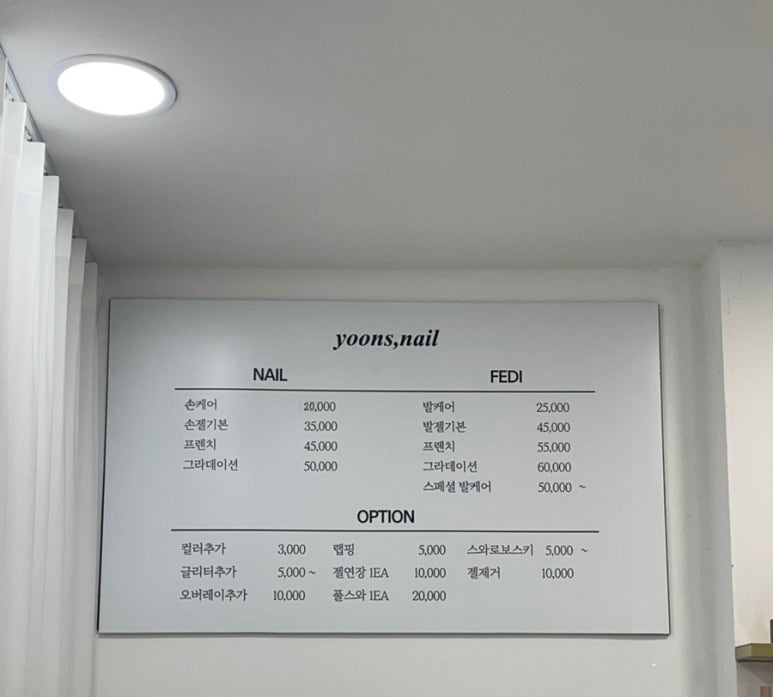 yoons,nail
NAIL
손케어 20,000
손젤기본 35,000
프렌치 45,000
그라데이션 50,000
FEDI
발케어 25,000
발젤기본 45,000
프렌치 55,000
그라데이션 60,000
스페셜 발케어 50,000 ~
OPTION
컬러추가 3,000 랩핑 5,000 스와로보스키 5,000 ~
글리터추가 5,000 ~ 젤연장 1EA 10,000 젤제거 10,000
오버레이추가 10,000 풀스와 1EA 20,000